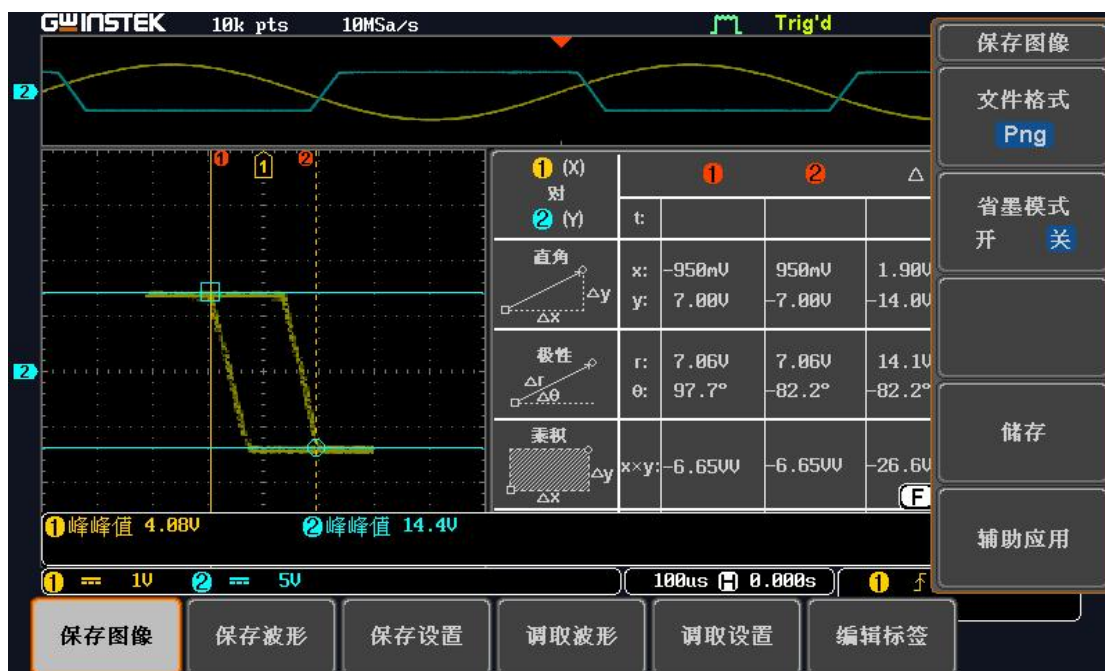 GWINSTEK 10k pts 10MSa/s Trig'd
2
保存图像
文件格式
Png
省墨模式
开 关
储存
辅助应用
1 2
1
2
1 (X)
对
2 (Y)
1 2 △
t:
直角
△y
△x
x: -950mV 950mV 1.90V
y: 7.00V -7.00V -14.0V
极性
△r
△θ
r: 7.06V 7.06V 14.1V
θ: 97.7° -82.2° -82.2°
乘积
△y
△x
x×y: -6.65VV -6.65VV -26.6V
F
1 峰峰值 4.08V 2 峰峰值 14.4V
1 1V 2 5V 100us H 0.000s 1
保存图像 保存波形 保存设置 调取波形 调取设置 编辑标签